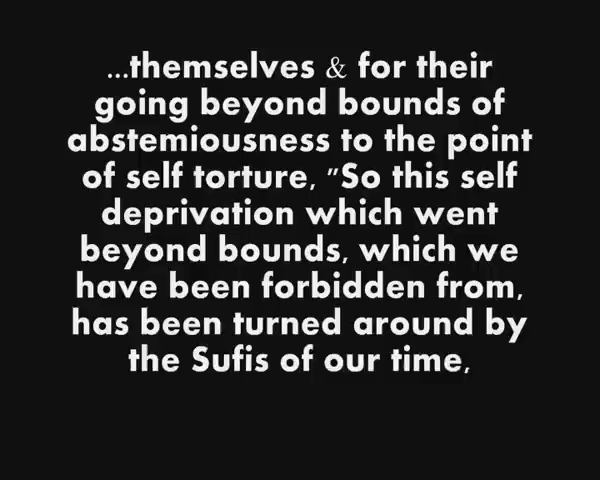 ...themselves & for their
going beyond bounds of
abstemiousness to the point
of self torture, "So this self
deprivation which went
beyond bounds, which we
have been forbidden from,
has been turned around by
the Sufis of our time,